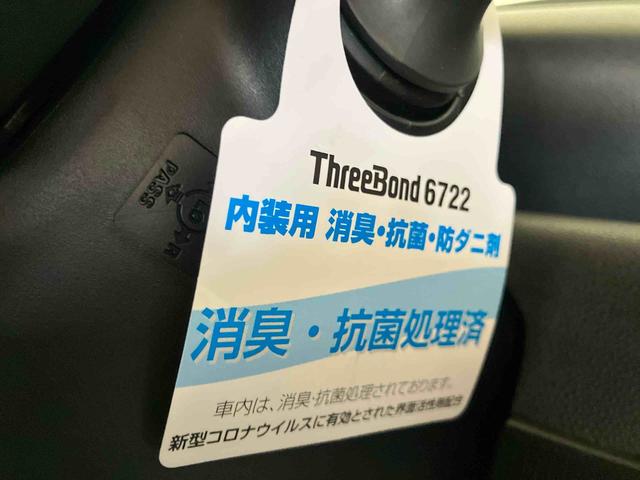 ThreeBond 6722
内装用 消臭・抗菌・防ダニ剤
消臭・抗菌処理済
車内は、消臭・抗菌処理されております。
新型コロナウイルスに有効とされた界面活性剤配合
PASS